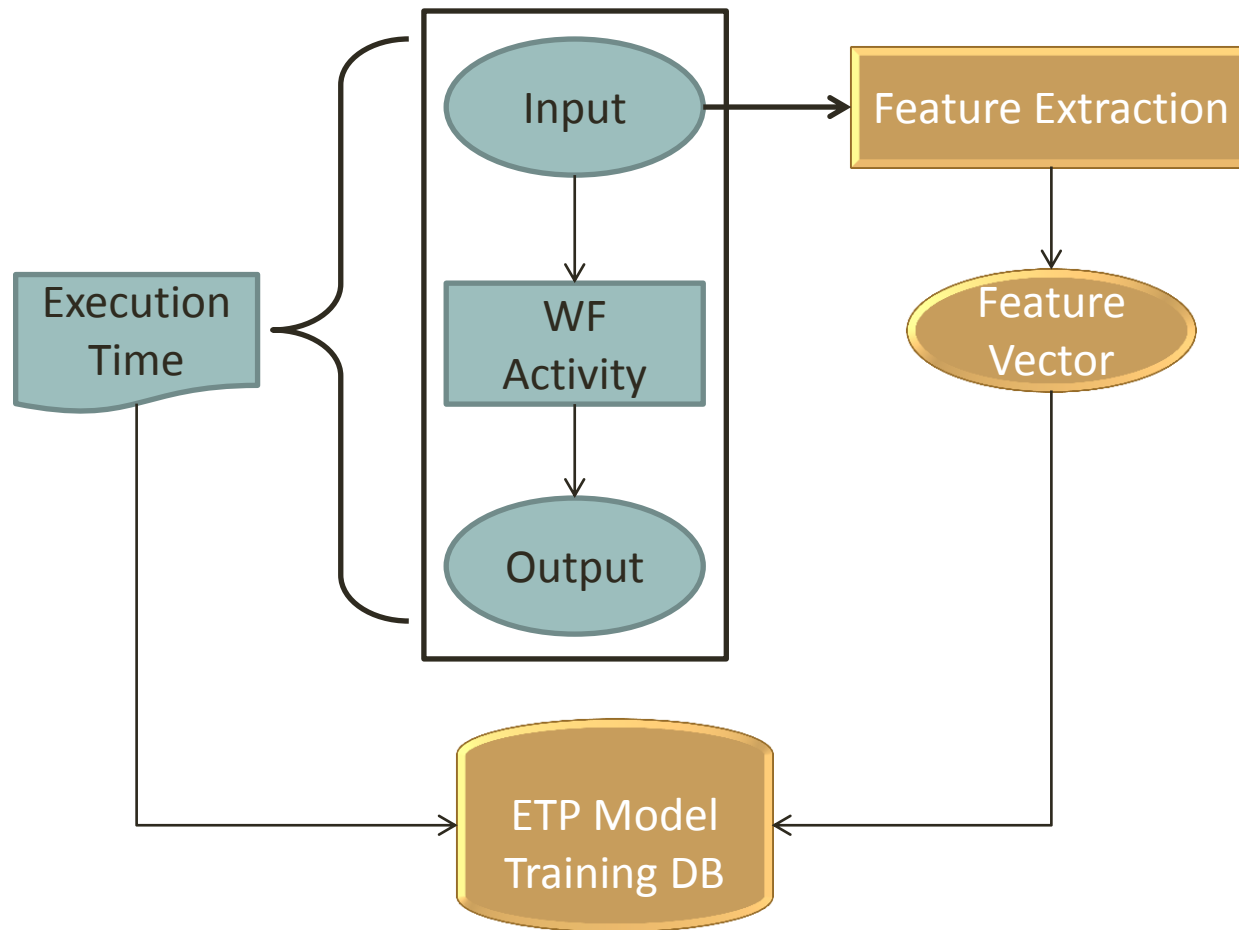 Input
Feature Extraction
Execution
Time
WF
Activity
Feature
Vector
Output
ETP Model
Training DB